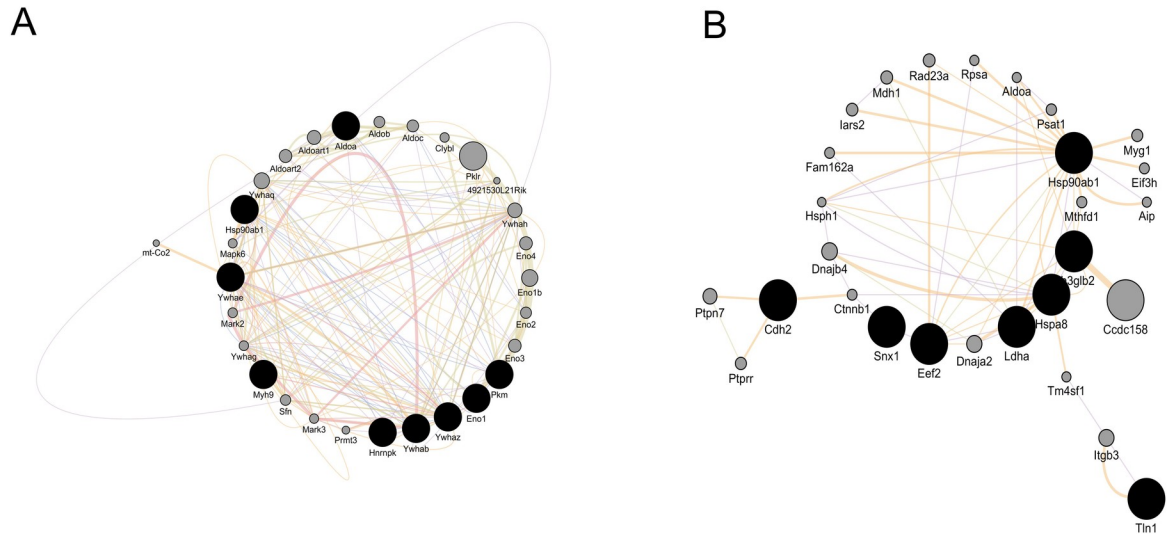 A
B
Aldoa
Aldob
Aldoc
Aldoart1
Clybl
Aldoart2
Pklr
4921530L21Rik
Ywhaq
Ywhah
Hsp90ab1
Mapk6
Eno4
mt-Co2
Ywhae
Eno1b
Mark2
Eno2
Ywhag
Eno3
Myh9
Pkm
Sfn
Eno1
Mark3
Prmt3
Ywhaz
Hnrnpk
Ywhab
Rad23a
Rpsa
Mdh1
Aldoa
Iars2
Psat1
Fam162a
Myg1
Hsp90ab1
Eif3h
Hsph1
Mthfd1
Aip
Dnajb4
h3glb2
Ptpn7
Cdh2
Ctnnb1
Hspa8
Ccdc158
Snx1
Eef2
Dnaja2
Ldha
Ptprr
Tm4sf1
Itgb3
Tln1